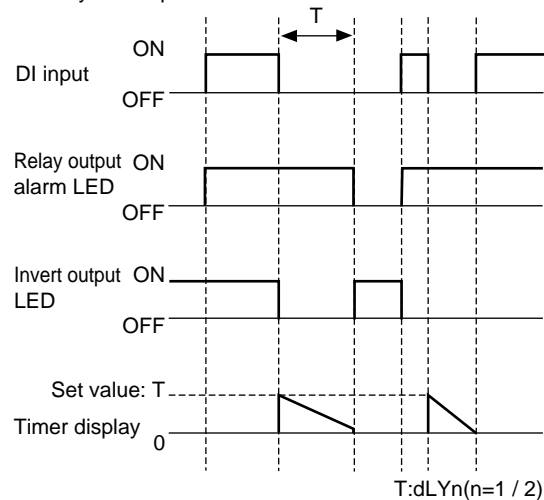 T
ON
DI input
OFF
Relay output ON
alarm LED
OFF
Invert output ON
LED
OFF
Set value: T
Timer display
0
T:dLYn(n=1 / 2)